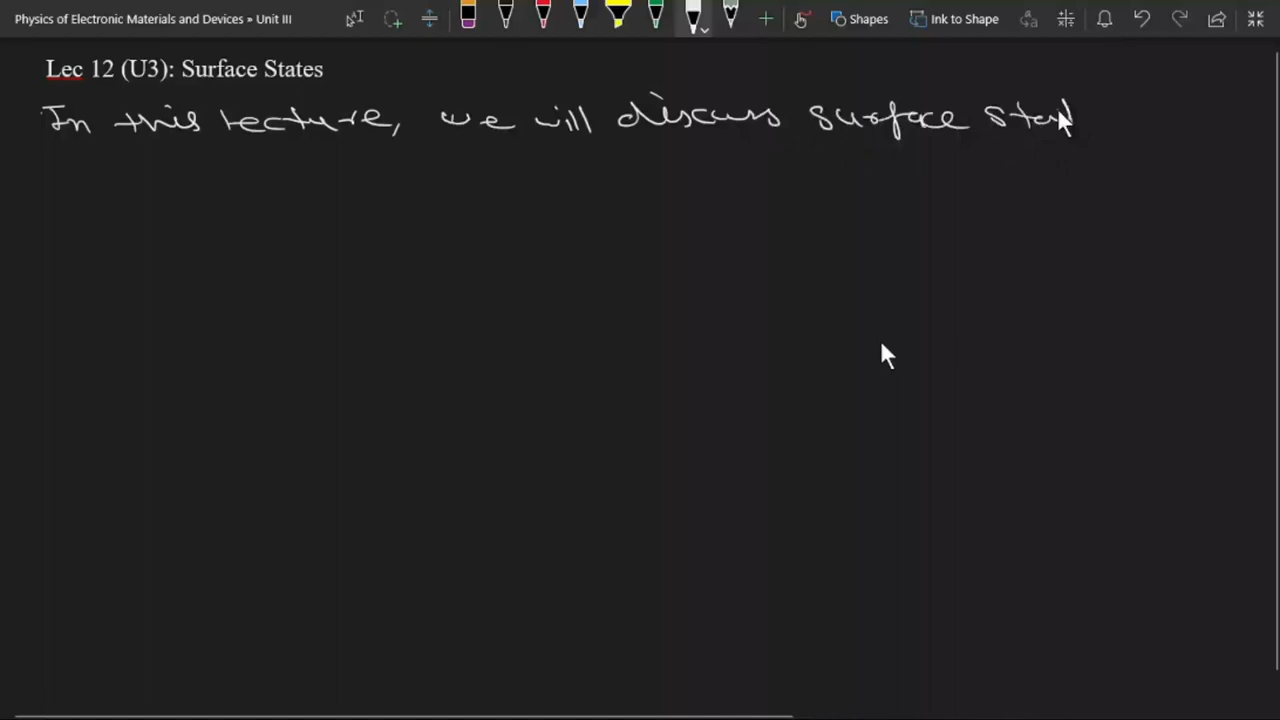 Physics of Electronic Materials and Devices » Unit III
Shapes
Ink to Shape
Lec 12 (U3): Surface States
In this lecture, we will discuss surface